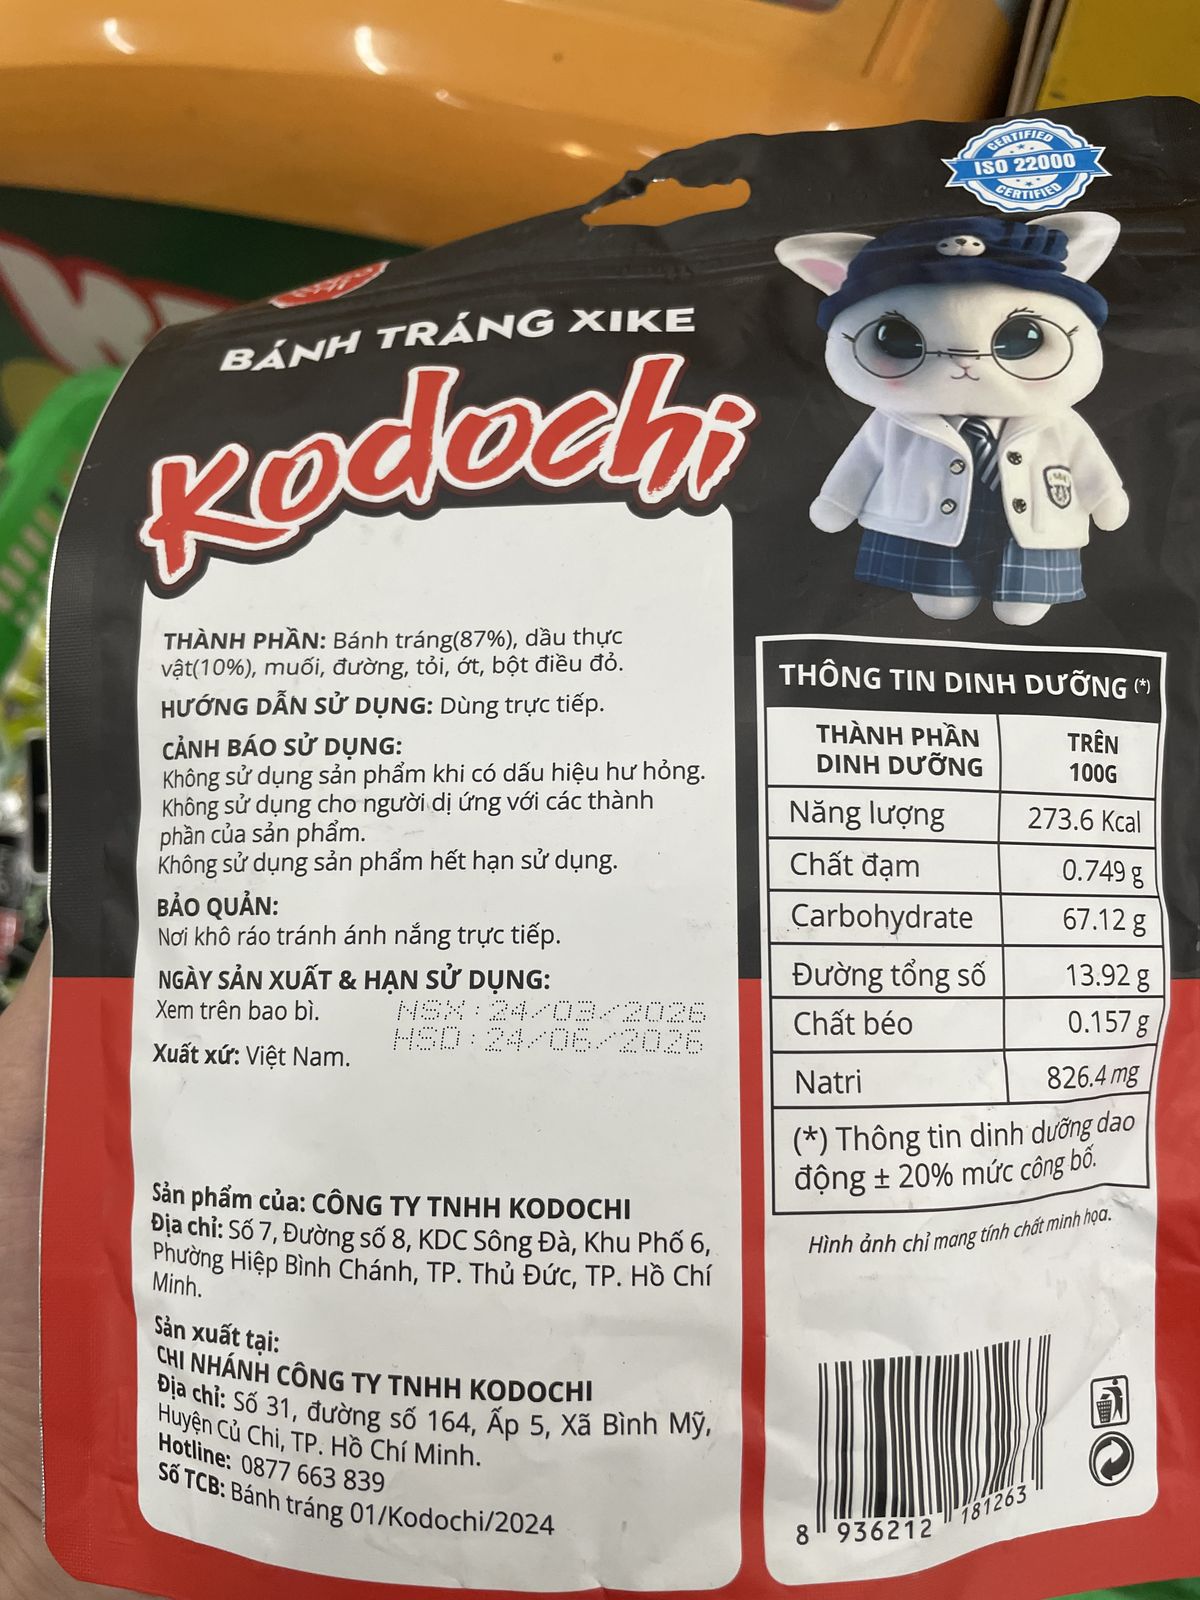 CERTIFIED
ISO 22000
CERTIFIED
BÁNH TRÁNG XIKE
Kodochi
THÀNH PHẦN: Bánh tráng(87%), dầu thực
vật(10%), muối, đường, tỏi, ớt, bột điều đỏ.
HƯỚNG DẪN SỬ DỤNG: Dùng trực tiếp.
CẢNH BÁO SỬ DỤNG:
Không sử dụng sản phẩm khi có dấu hiệu hư hỏng.
Không sử dụng cho người dị ứng với các thành
phần của sản phẩm.
Không sử dụng sản phẩm hết hạn sử dụng.
BẢO QUẢN:
Nơi khô ráo tránh ánh nắng trực tiếp.
NGÀY SẢN XUẤT & HẠN SỬ DỤNG:
Xem trên bao bì.
NSX : 24/03/2026
HSD : 24/06/2026
Xuất xứ: Việt Nam.
Sản phẩm của: CÔNG TY TNHH KODOCHI
Địa chỉ: Số 7, Đường số 8, KDC Sông Đà, Khu Phố 6,
Phường Hiệp Bình Chánh, TP. Thủ Đức, TP. Hồ Chí
Minh.
Sản xuất tại:
CHI NHÁNH CÔNG TY TNHH KODOCHI
Địa chỉ: Số 31, đường số 164, Ấp 5, Xã Bình Mỹ,
Huyện Củ Chi, TP. Hồ Chí Minh.
Hotline: 0877 663 839
Số TCB: Bánh tráng 01/Kodochi/2024
THÔNG TIN DINH DƯỠNG (*)
THÀNH PHẦN DINH DƯỠNG TRÊN 100G
Năng lượng 273.6 Kcal
Chất đạm 0.749 g
Carbohydrate 67.12 g
Đường tổng số 13.92 g
Chất béo 0.157 g
Natri 826.4 mg
(*) Thông tin dinh dưỡng dao
động ± 20% mức công bố.
Hình ảnh chỉ mang tính chất minh họa.
8 936212 181263